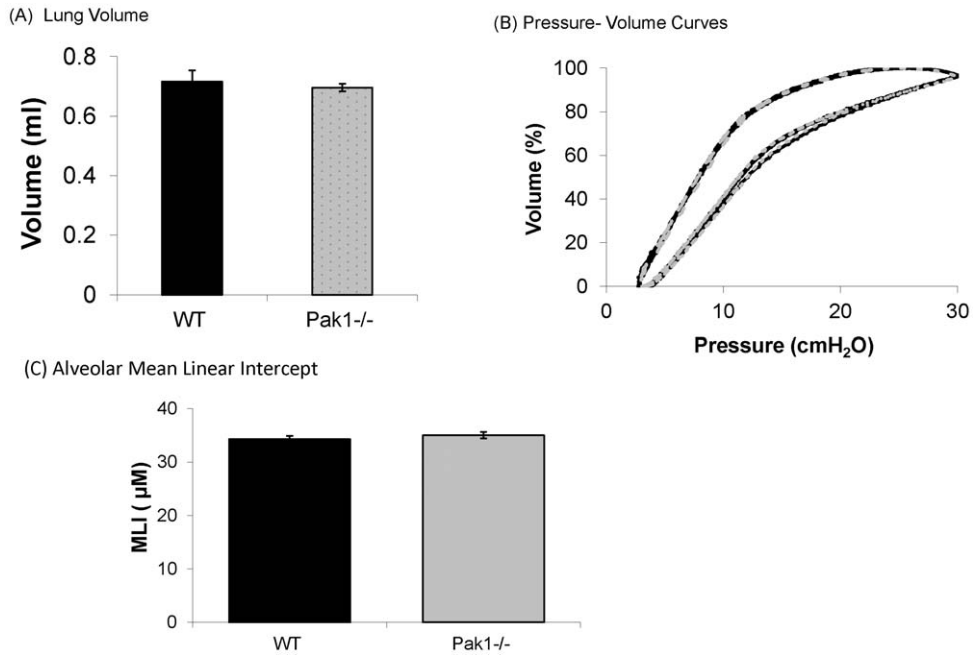 (A) Lung Volume
Volume (ml)
0.8
0.6
0.4
0.2
0
WT Pak1-/-
(B) Pressure- Volume Curves
Volume (%)
100
80
60
40
20
0
0 10 20 30
Pressure (cmH₂O)
(C) Alveolar Mean Linear Intercept
MLI ( µM)
40
30
20
10
0
WT Pak1-/-